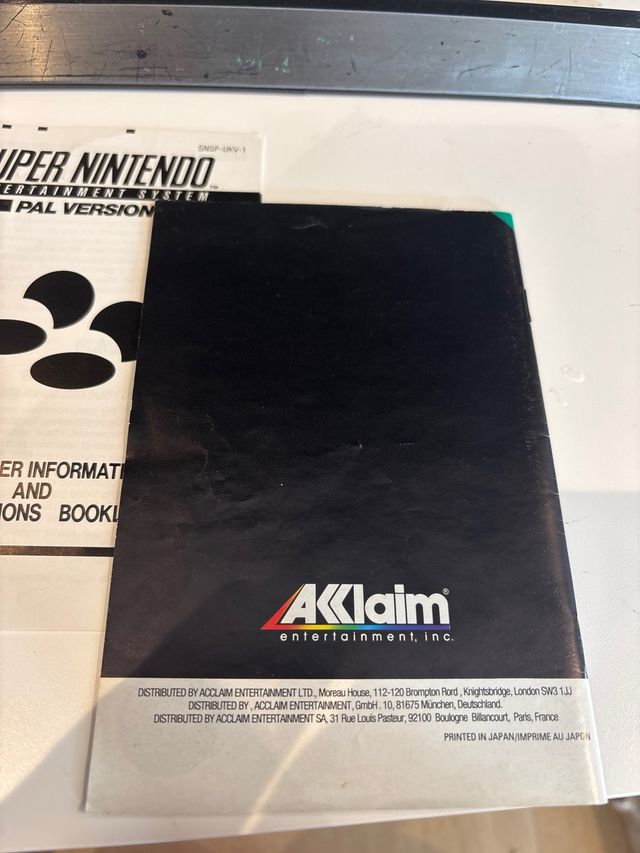 SNSP-UKV-1
UPER NINTENDO™
ERTAINMENT SYSTEM
PAL VERSION
ER INFORMATI
AND
IONS BOOKL
Acclaim®
entertainment, inc.
DISTRIBUTED BY ACCLAIM ENTERTAINMENT LTD., Moreau House, 112-120 Brompton Rord , Knightsbridge, London SW3 1JJ
DISTRIBUTED BY , ACCLAIM ENTERTAINMENT, GmbH . 10, 81675 München, Deutschland.
DISTRIBUTED BY ACCLAIM ENTERTAINMENT SA, 31 Rue Louis Pasteur, 92100 Boulogne Billancourt, Paris, France
PRINTED IN JAPAN/IMPRIME AU JAPON